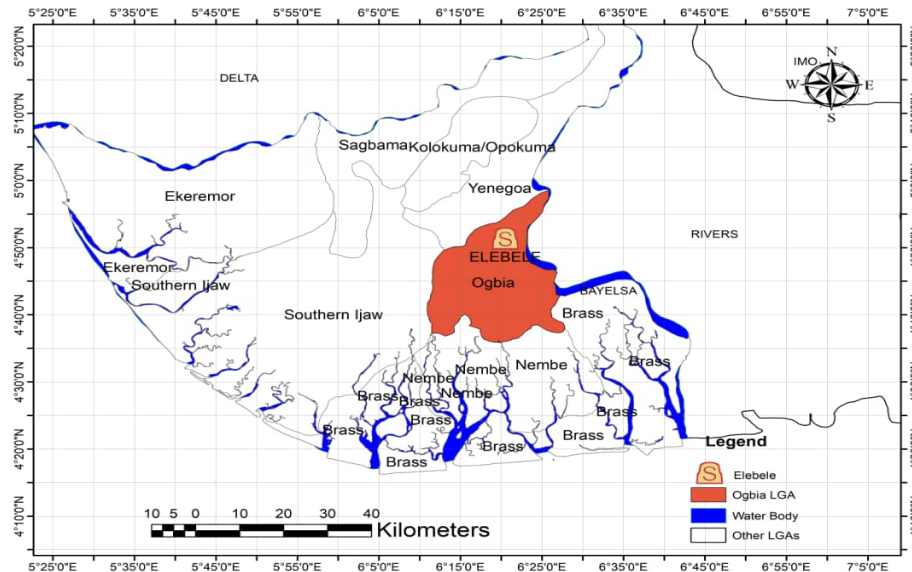 5°25'0"E 5°35'0"E 5°45'0"E 5°55'0"E 6°5'0"E 6°15'0"E 6°25'0"E 6°35'0"E 6°45'0"E 6°55'0"E 7°5'0"E
5°20'0"N
IMO
N
DELTA
W E
S
5°10'0"N
Sagbama Kolokuma/Opokuma
5°0'0"N
Ekeremor
Yenegoa
S
RIVERS
4°50'0"N
ELEBELE
Ekeremor
Southern Ijaw
Ogbia
BAYELSA
4°40'0"N
Southern Ijaw
Brass
Nembe
Nembe
Nembe
Brass
4°30'0"N
Brass
Brass
Nembe
Brass
Brass
Brass
Brass
Brass
Brass
4°20'0"N
Brass
Legend
S Elebele
Ogbia LGA
4°10'0"N
Water Body
Other LGAs
10 5 0 10 20 30 40
Kilometers
5°25'0"E 5°35'0"E 5°45'0"E 5°55'0"E 6°5'0"E 6°15'0"E 6°25'0"E 6°35'0"E 6°45'0"E 6°55'0"E 7°5'0"E